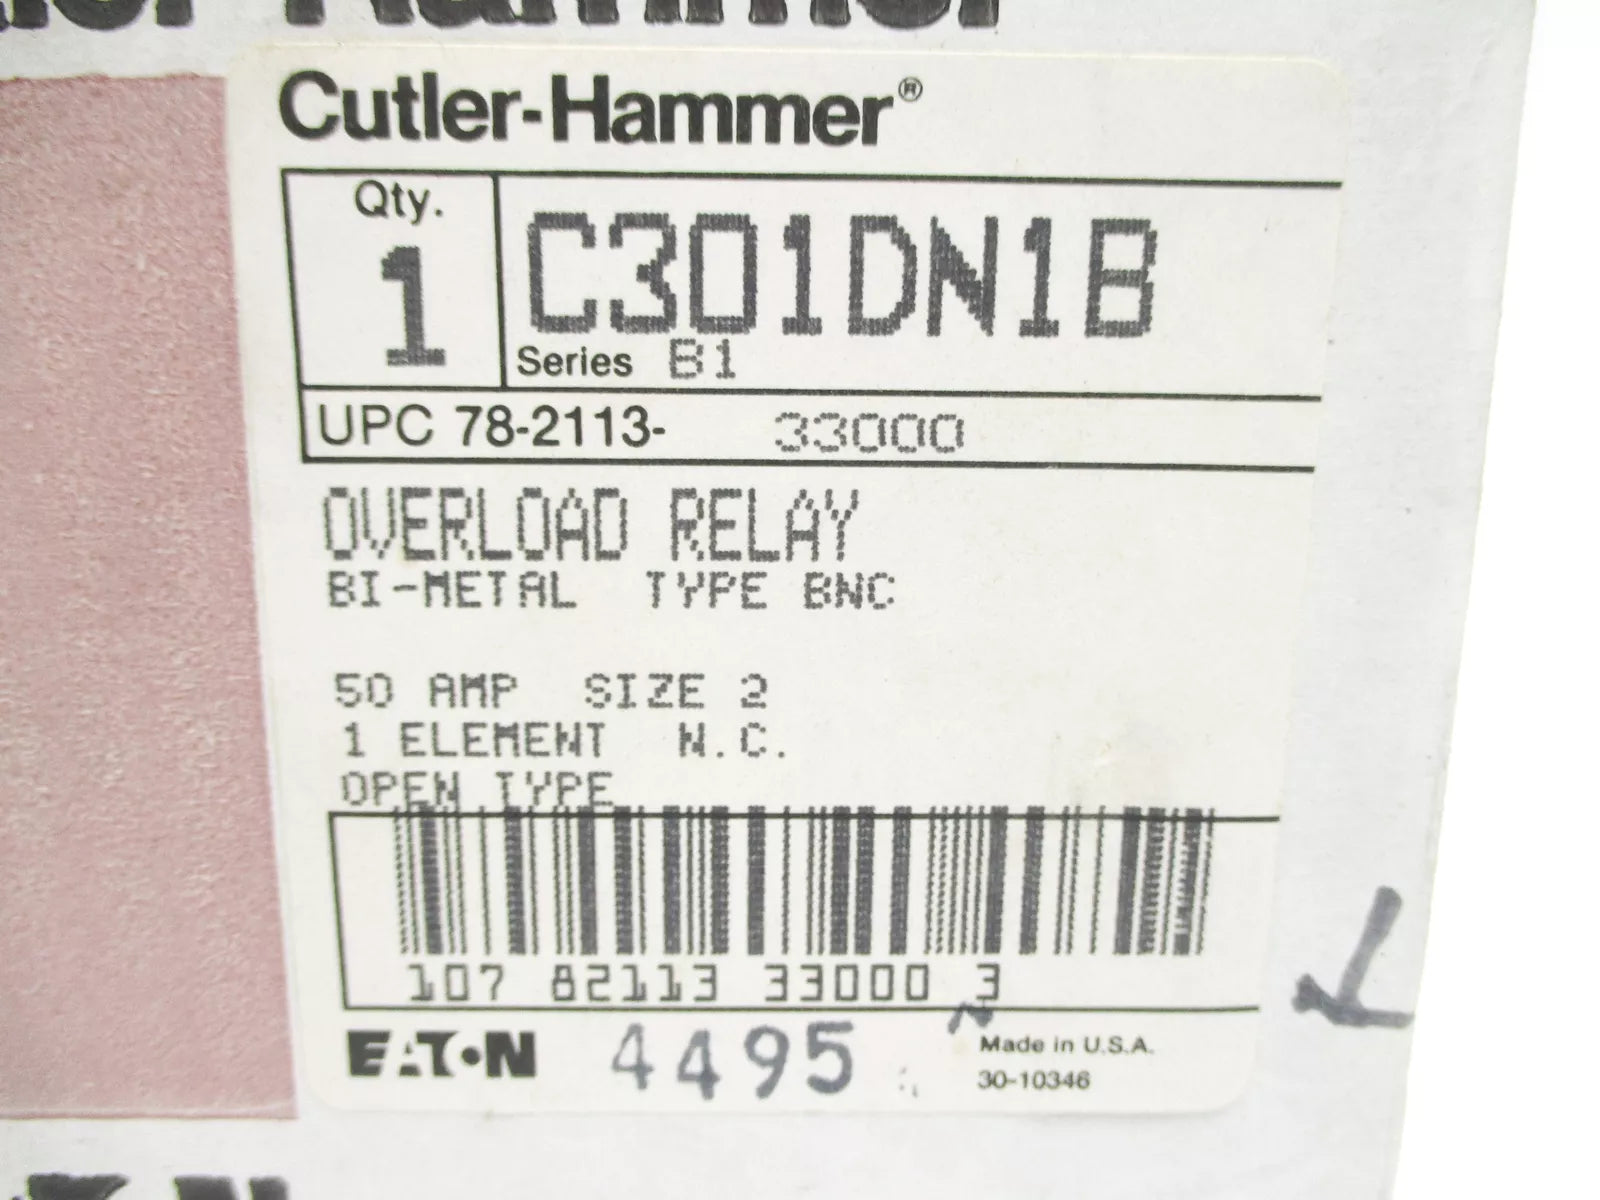 Hammer
Cutler-Hammer®
Qty.
1
C301DN1B
Series B1
UPC 78-2113- 33000
OVERLOAD RELAY
BI-METAL TYPE BNC
50 AMP SIZE 2
1 ELEMENT N.C.
OPEN TYPE
107 82113 33000 3
EATON 4495
Made in U.S.A.
30-10346